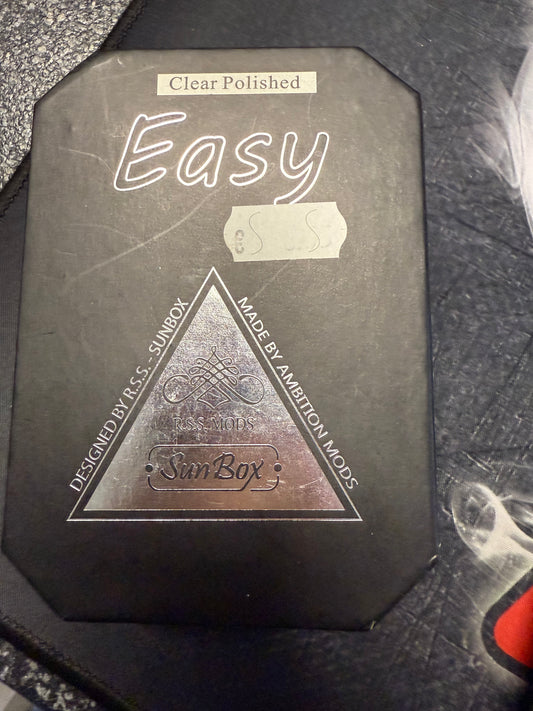 Clear Polished
Easy
DESIGNED BY R.S.S. - SUNBOX
MADE BY AMBITION MODS
R.S.S. MODS
SunBox